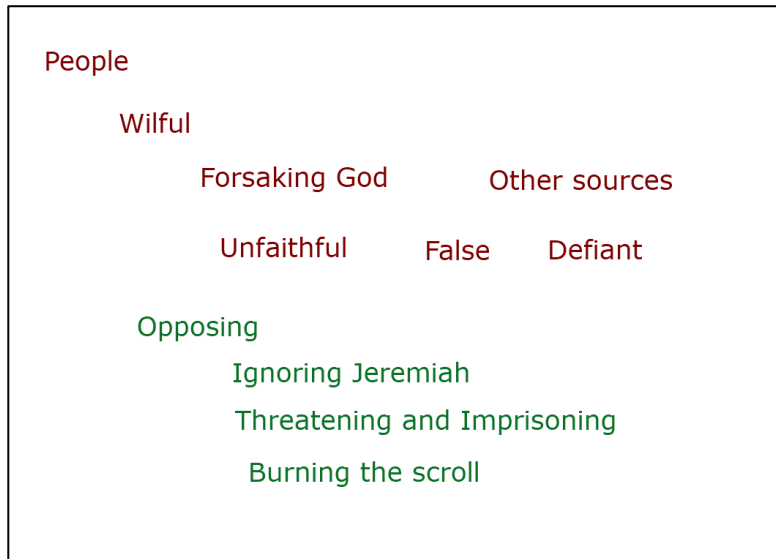 People
Wilful
Forsaking God Other sources
Unfaithful False Defiant
Opposing
Ignoring Jeremiah
Threatening and Imprisoning
Burning the scroll